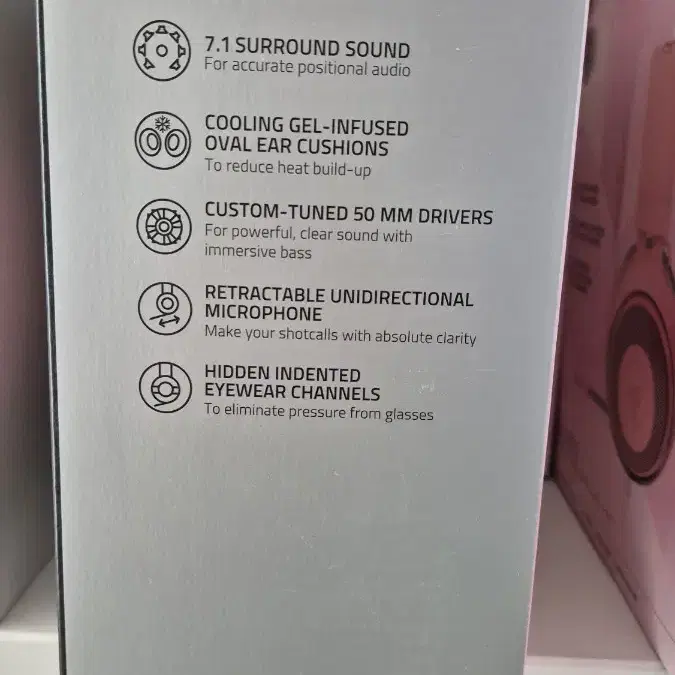 7.1 SURROUND SOUND
For accurate positional audio
COOLING GEL-INFUSED
OVAL EAR CUSHIONS
To reduce heat build-up
CUSTOM-TUNED 50 MM DRIVERS
For powerful, clear sound with
immersive bass
RETRACTABLE UNIDIRECTIONAL
MICROPHONE
Make your shotcalls with absolute clarity
HIDDEN INDENTED
EYEWEAR CHANNELS
To eliminate pressure from glasses